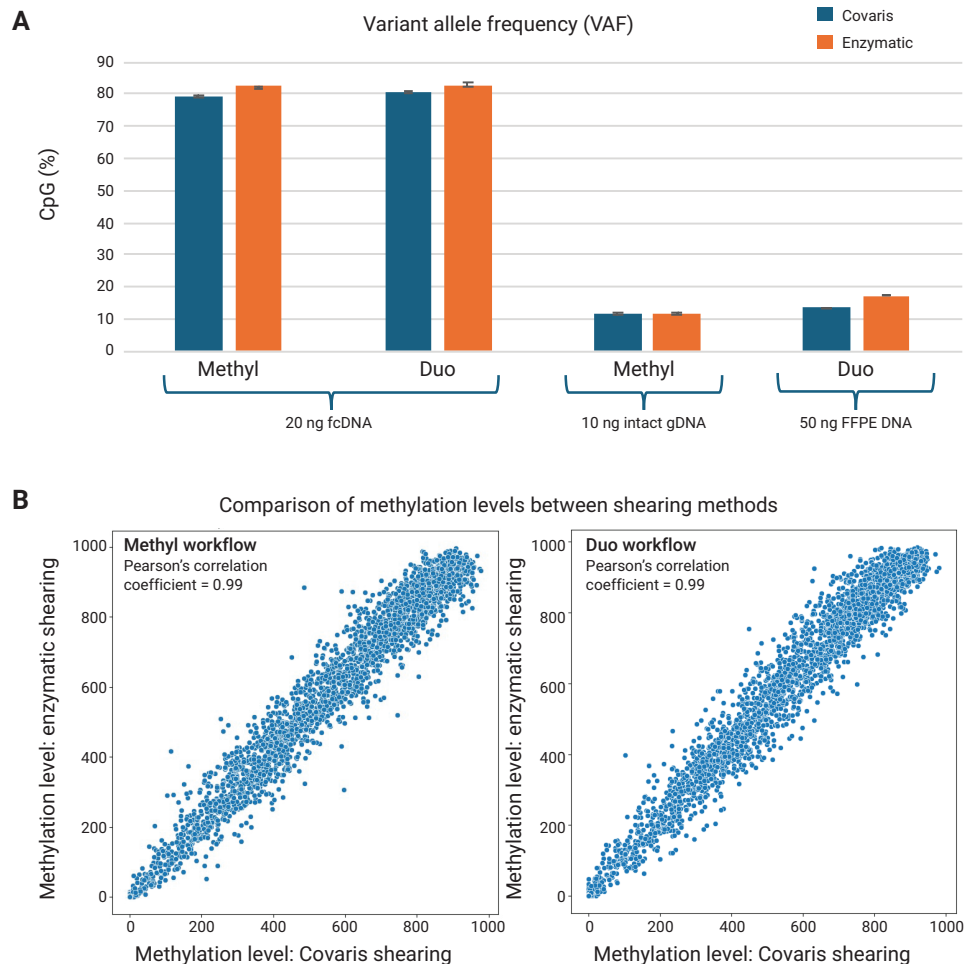 A
Variant allele frequency (VAF)
Covaris
Enzymatic
CpG (%)
90
80
70
60
50
40
30
20
10
0
Methyl
Duo
Methyl
Duo
20 ng fcDNA
10 ng intact gDNA
50 ng FFPE DNA
B
Comparison of methylation levels between shearing methods
Methylation level: enzymatic shearing
1000
800
600
400
200
0
Methyl workflow
Pearson's correlation
coefficient = 0.99
0
200
400
600
800
1000
Methylation level: Covaris shearing
Methylation level: enzymatic shearing
1000
800
600
400
200
0
Duo workflow
Pearson's correlation
coefficient = 0.99
0
200
400
600
800
1000
Methylation level: Covaris shearing